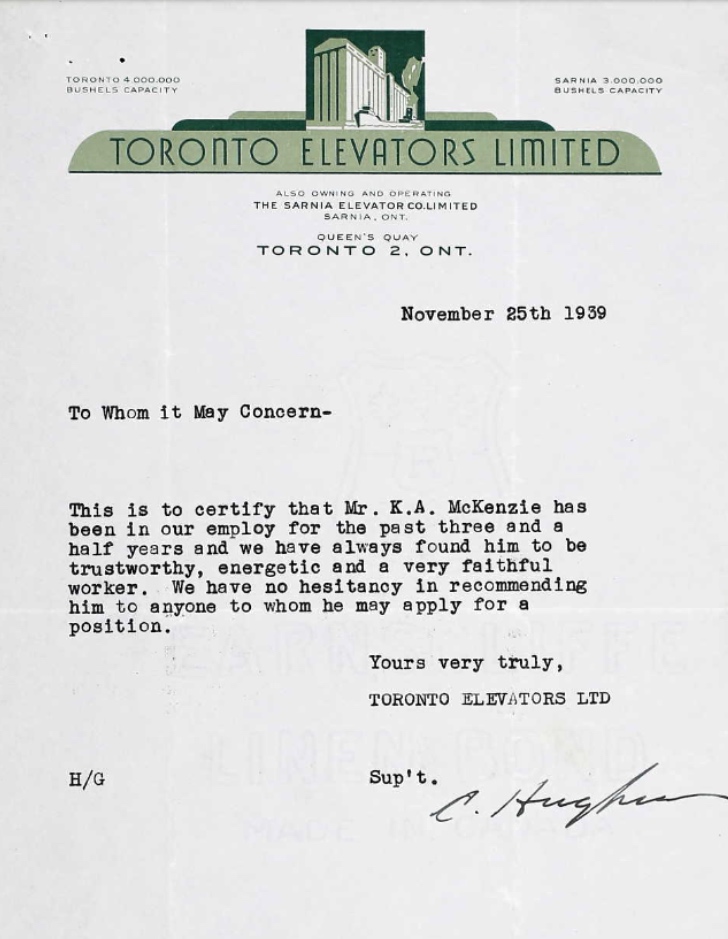 TORONTO 4.000.000
BUSHELS CAPACITY
SARNIA 3.000.000
BUSHELS CAPACITY
TORONTO ELEVATORS LIMITED
ALSO OWNING AND OPERATING
THE SARNIA ELEVATOR CO.LIMITED
SARNIA, ONT.
QUEEN'S QUAY
TORONTO 2, ONT.
November 25th 1939
To Whom it May Concern-
This is to certify that Mr. K.A. McKenzie has
been in our employ for the past three and a
half years and we have always found him to be
trustworthy, energetic and a very faithful
worker. We have no hesitancy in recommending
him to anyone to whom he may apply for a
position.
Yours very truly,
TORONTO ELEVATORS LTD
H/G
Sup't.
C. Hughes
LINEN BOND
MADE IN CANADA